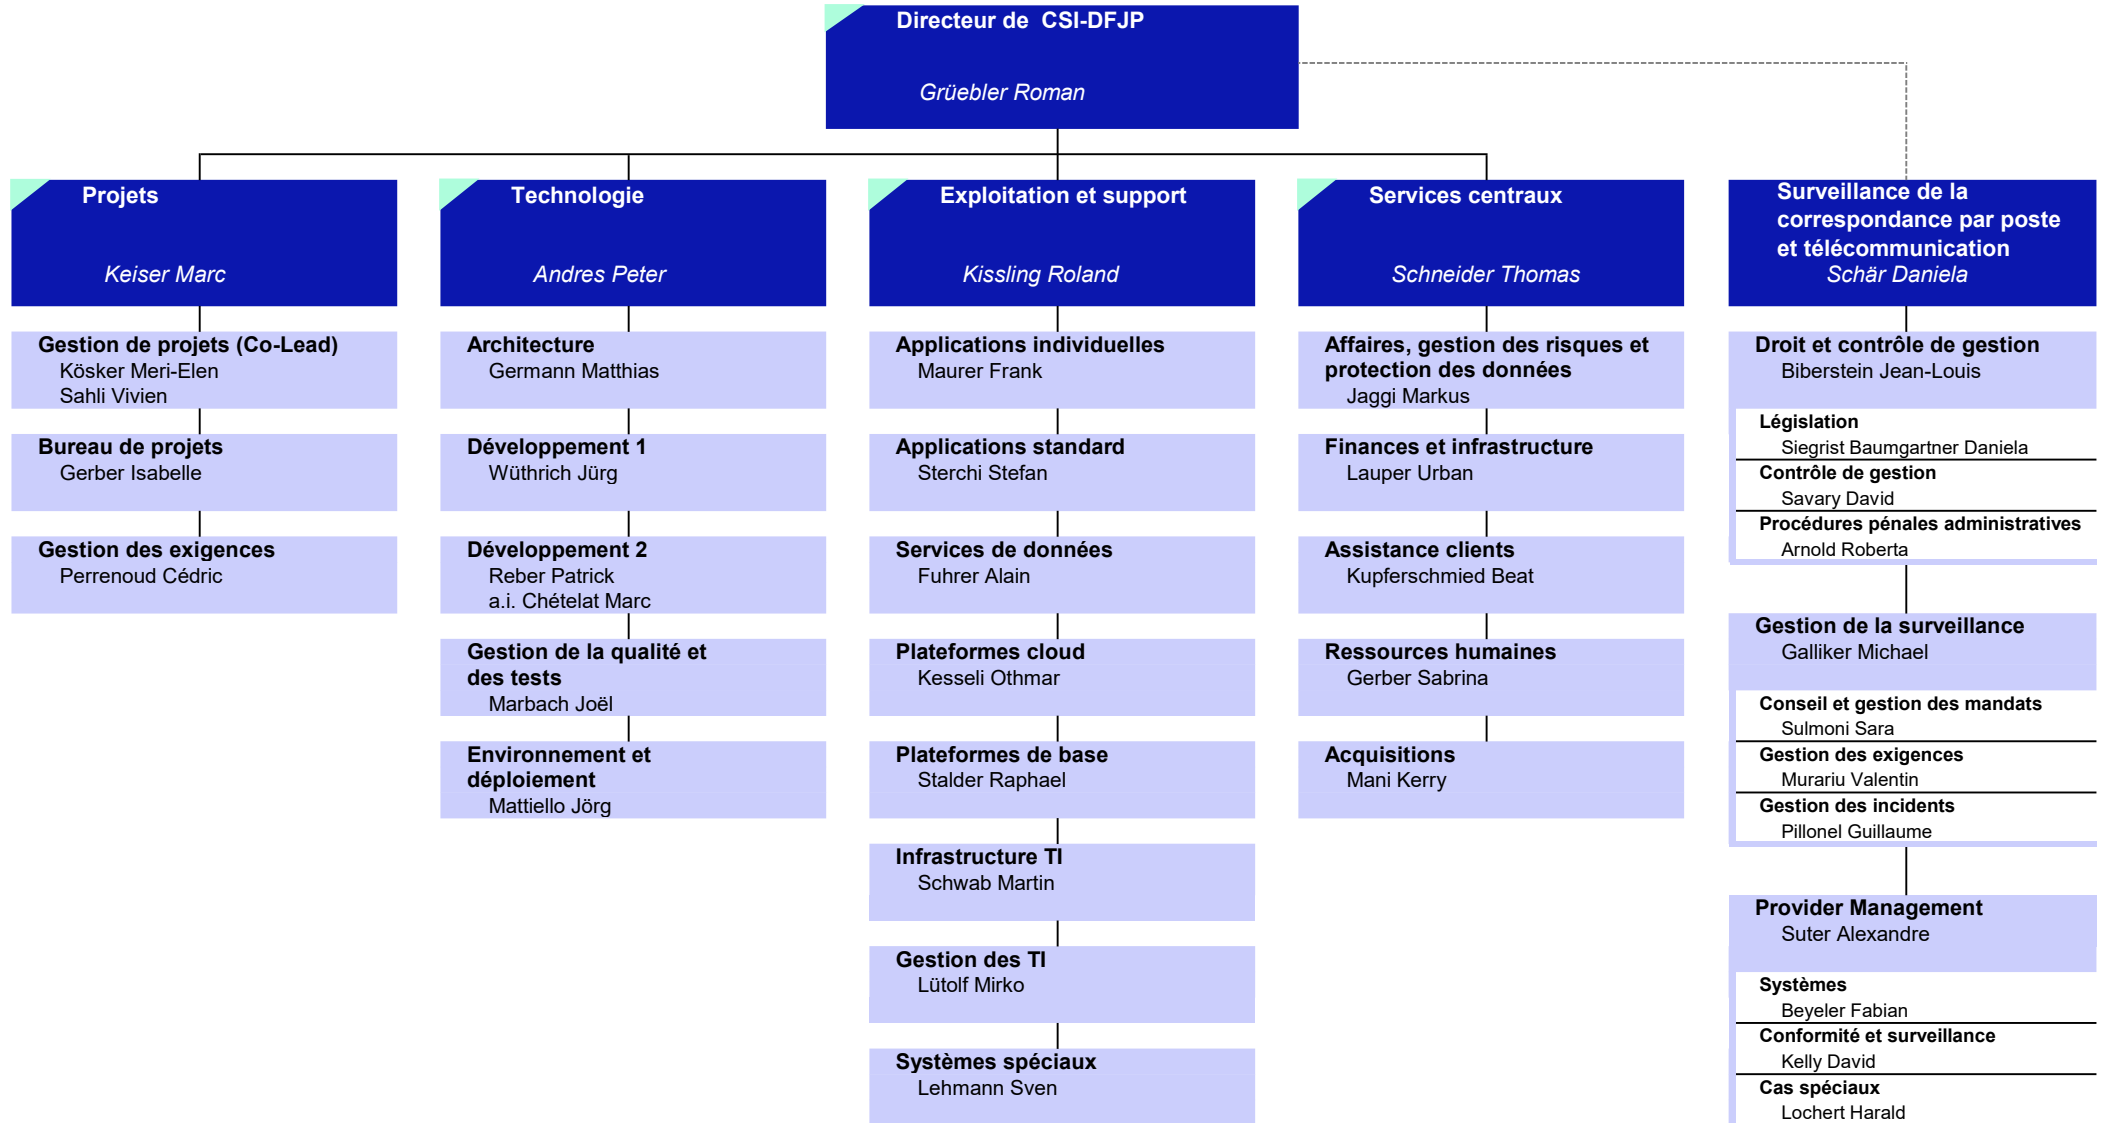 Directeur de  CSI-DFJP
Grüebler Roman
Projets
Keiser Marc
Gestion de projets (Co-Lead)
Kösker Meri-Elen
Sahli Vivien
Bureau de projets
Gerber Isabelle
Gestion des exigences
Perrenoud Cédric
Technologie
Andres Peter
Architecture
Germann Matthias
Développement 1
Wüthrich Jürg
Développement 2
Reber Patrick
a.i. Chételat Marc
Gestion de la qualité et
des tests
Marbach Joël
Environnement et
déploiement
Mattiello Jörg
Exploitation et support
Kissling Roland
Applications individuelles
Maurer Frank
Applications standard
Sterchi Stefan
Services de données
Fuhrer Alain
Plateformes cloud
Kesseli Othmar
Plateformes de base
Stalder Raphael
Infrastructure TI
Schwab Martin
Gestion des TI
Lütolf Mirko
Systèmes spéciaux
Lehmann Sven
Services centraux
Schneider Thomas
Affaires, gestion des risques et
protection des données
Jaggi Markus
Finances et infrastructure
Lauper Urban
Assistance clients
Kupferschmied Beat
Ressources humaines
Gerber Sabrina
Acquisitions
Mani Kerry
Surveillance de la
correspondance par poste
et télécommunication
Schär Daniela
Droit et contrôle de gestion
Biberstein Jean-Louis
Législation
Siegrist Baumgartner Daniela
Contrôle de gestion
Savary David
Procédures pénales administratives
Arnold Roberta
Gestion de la surveillance
Galliker Michael
Conseil et gestion des mandats
Sulmoni Sara
Gestion des exigences
Murariu Valentin
Gestion des incidents
Pillonel Guillaume
Provider Management
Suter Alexandre
Systèmes
Beyeler Fabian
Conformité et surveillance
Kelly David
Cas spéciaux
Lochert Harald